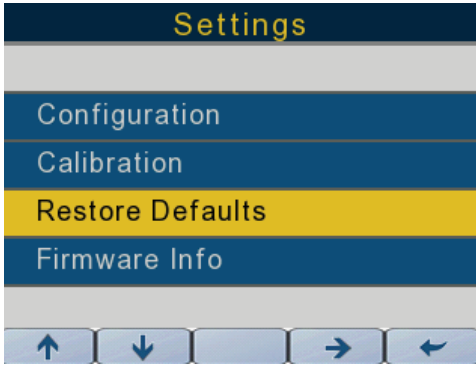 Settings
Configuration
Calibration
Restore Defaults
Firmware Info